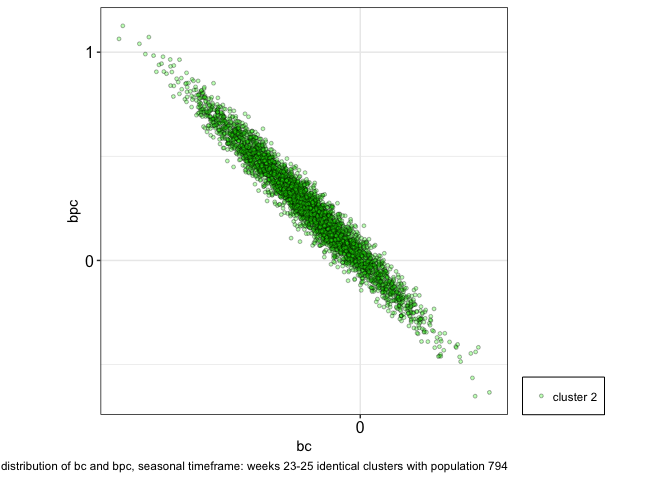 1
bpc
0
0
bc
cluster 2
distribution of bc and bpc, seasonal timeframe: weeks 23-25 identical clusters with population 794